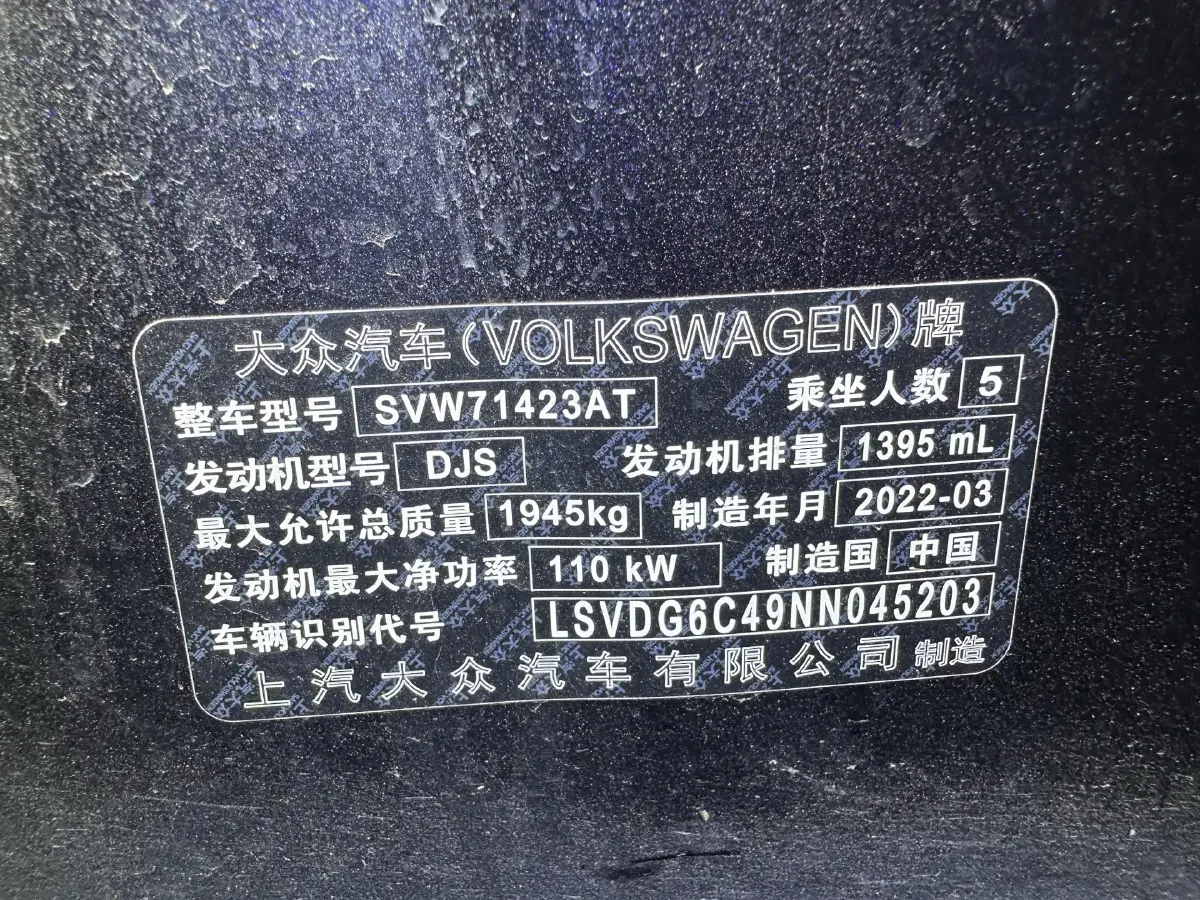 大众汽车(VOLKSWAGEN)牌
整车型号 SVW71423AT 乘坐人数 5
发动机型号 DJS 发动机排量 1395 mL
最大允许总质量 1945kg 制造年月 2022-03
发动机最大净功率 110 kW 制造国 中国
车辆识别代号 LSVDG6C49NN045203
上汽大众汽车有限公司 制造